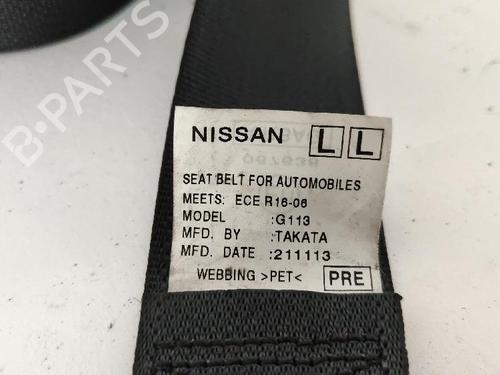 B-PARTS
NISSAN L L
SEAT BELT FOR AUTOMOBILES
MEETS: ECE R16-06
MODEL :G113
MFD. BY :TAKATA
MFD. DATE :211113
WEBBING >PET< PRE